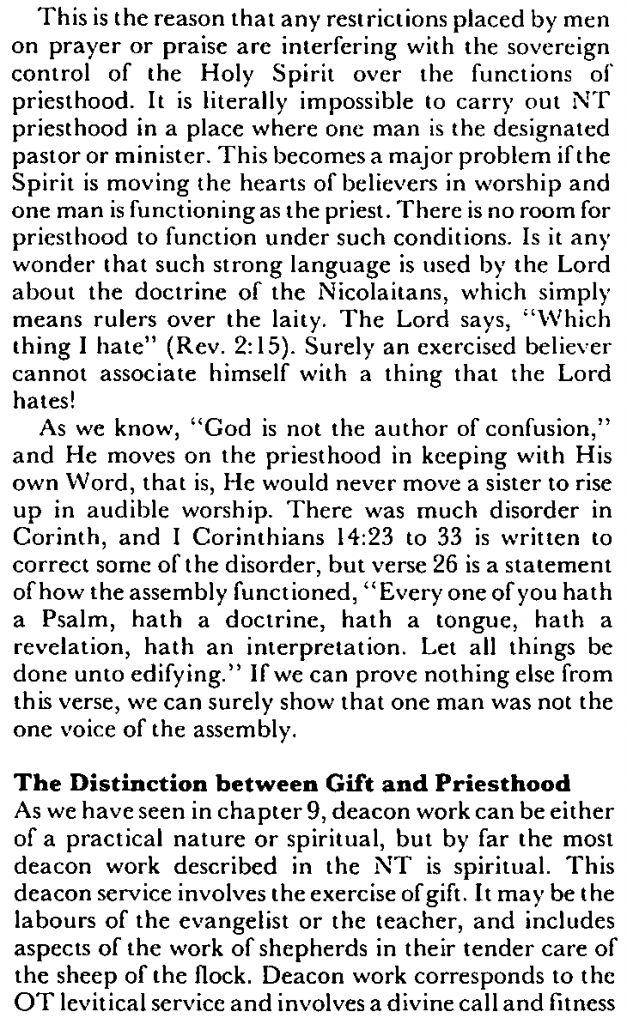 This is the reason that any restrictions placed by men
on prayer or praise are interfering with the sovereign
control of the Holy Spirit over the functions of
priesthood. It is literally impossible to carry out NT
priesthood in a place where one man is the designated
pastor or minister. This becomes a major problem if the
Spirit is moving the hearts of believers in worship and
one man is functioning as the priest. There is no room for
priesthood to function under such conditions. Is it any
wonder that such strong language is used by the Lord
about the doctrine of the Nicolaitans, which simply
means rulers over the laity. The Lord says, “Which
thing I hate” (Rev. 2:15). Surely an exercised believer
cannot associate himself with a thing that the Lord
hates!
As we know, “God is not the author of confusion,”
and He moves on the priesthood in keeping with His
own Word, that is, He would never move a sister to rise
up in audible worship. There was much disorder in
Corinth, and I Corinthians 14:23 to 33 is written to
correct some of the disorder, but verse 26 is a statement
of how the assembly functioned, “Every one of you hath
a Psalm, hath a doctrine, hath a tongue, hath a
revelation, hath an interpretation. Let all things be
done unto edifying.” If we can prove nothing else from
this verse, we can surely show that one man was not the
one voice of the assembly.
The Distinction between Gift and Priesthood
As we have seen in chapter 9, deacon work can be either
of a practical nature or spiritual, but by far the most
deacon work described in the NT is spiritual. This
deacon service involves the exercise of gift. It may be the
labours of the evangelist or the teacher, and includes
aspects of the work of shepherds in their tender care of
the sheep of the flock. Deacon work corresponds to the
OT levitical service and involves a divine call and fitness